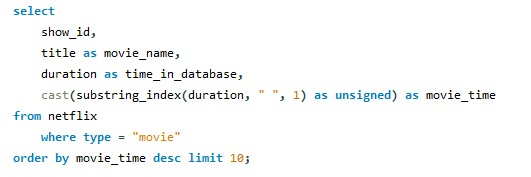 select
    show_id,
    title as movie_name,
    duration as time_in_database,
    cast(substring_index(duration, " ", 1) as unsigned) as movie_time
from netflix
    where type = "movie"
order by movie_time desc limit 10;